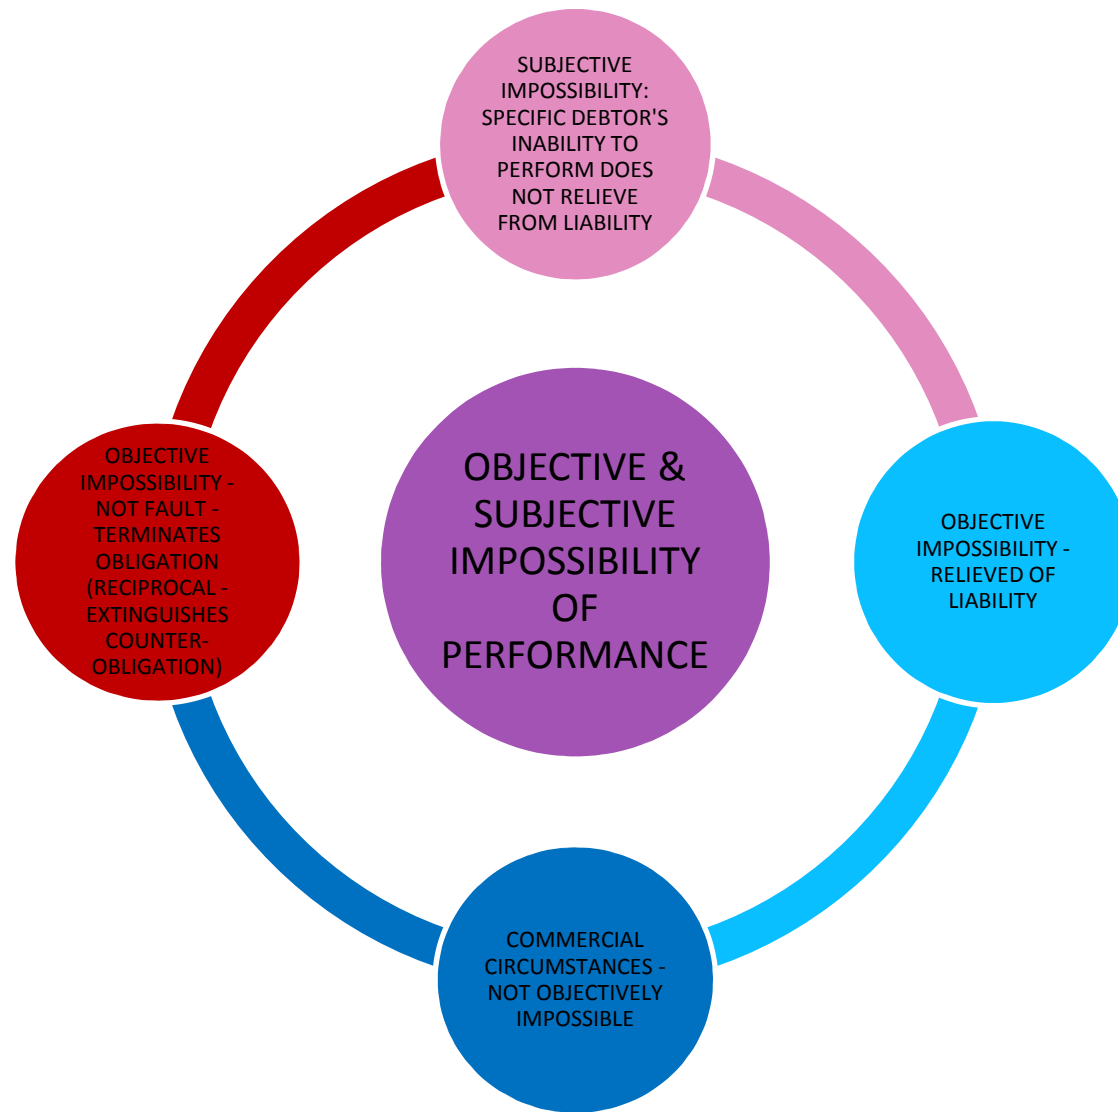 SUBJECTIVE
IMPOSSIBILITY:
SPECIFIC DEBTOR'S
INABILITY TO
PERFORM DOES
NOT RELIEVE
FROM LIABILITY
OBJECTIVE
IMPOSSIBILITY -
NOT FAULT -
TERMINATES
OBLIGATION
(RECIPROCAL -
EXTINGUISHES
COUNTER-
OBLIGATION)
OBJECTIVE &
SUBJECTIVE
IMPOSSIBILITY
OF
PERFORMANCE
OBJECTIVE
IMPOSSIBILITY -
RELIEVED OF
LIABILITY
COMMERCIAL
CIRCUMSTANCES -
NOT OBJECTIVELY
IMPOSSIBLE